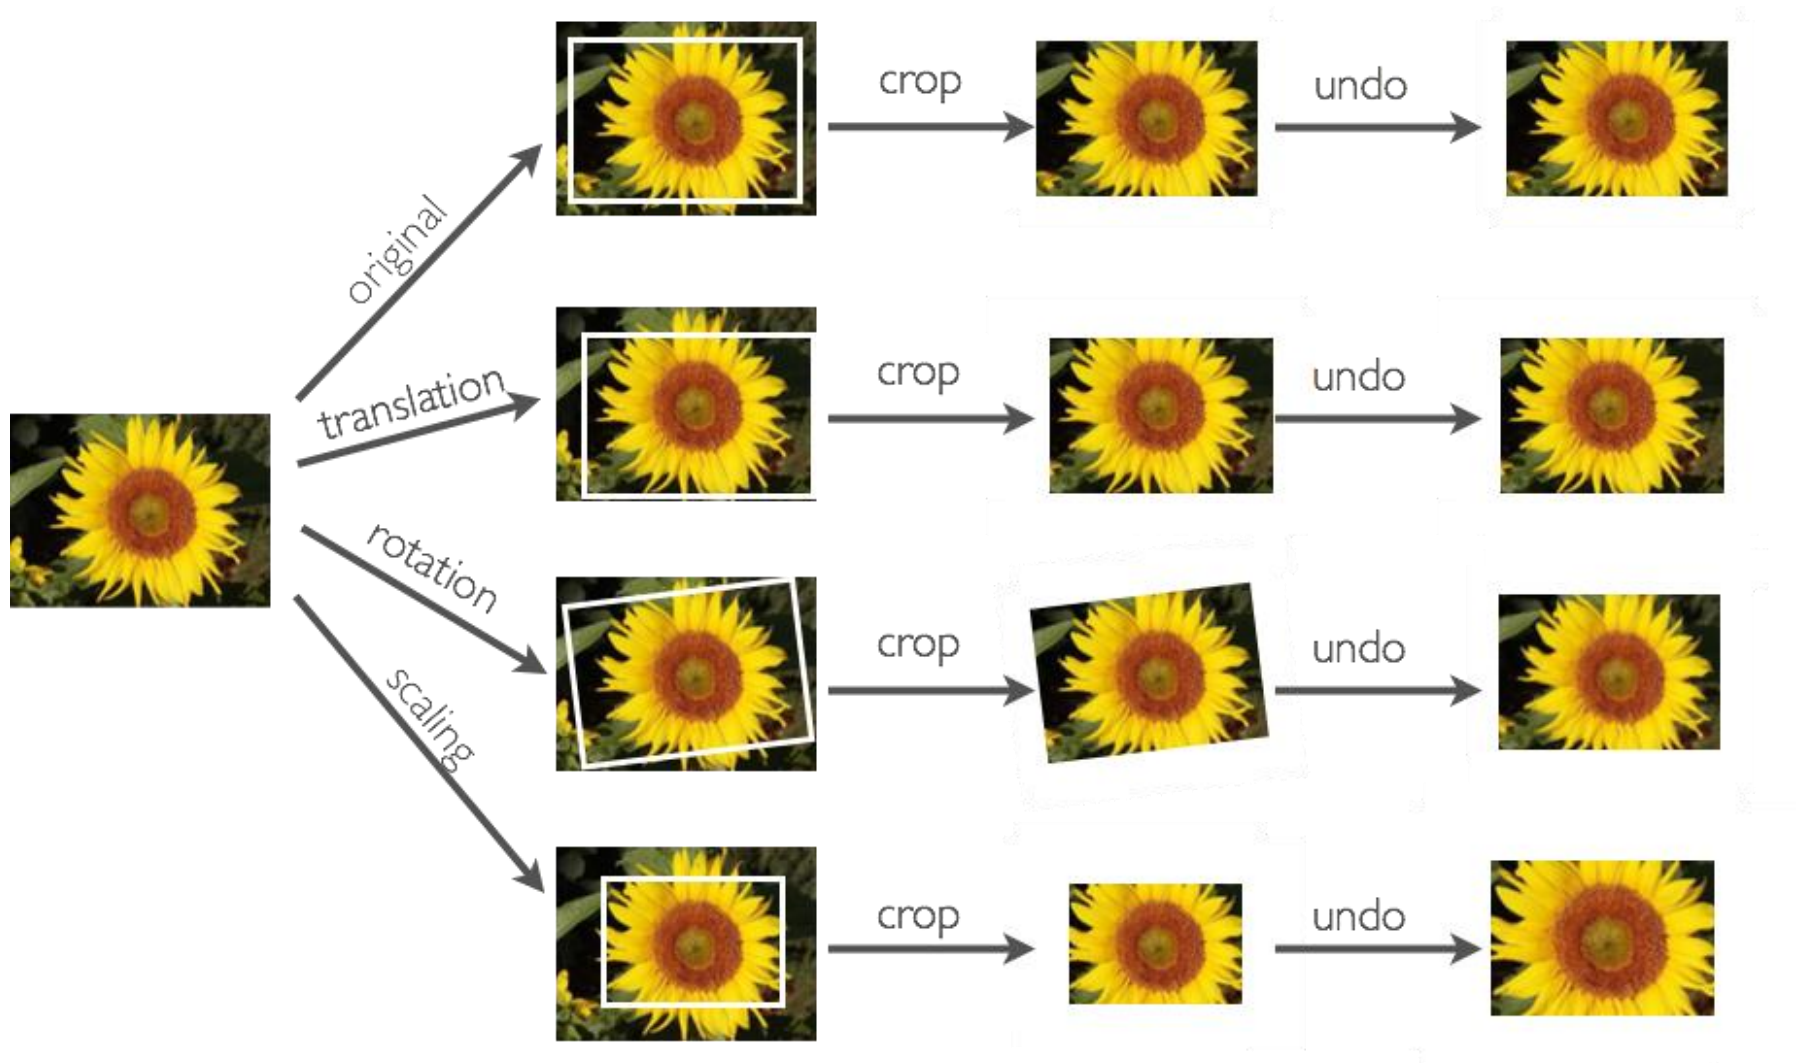 original
crop
undo
translation
crop
undo
rotation
crop
undo
scaling
crop
undo